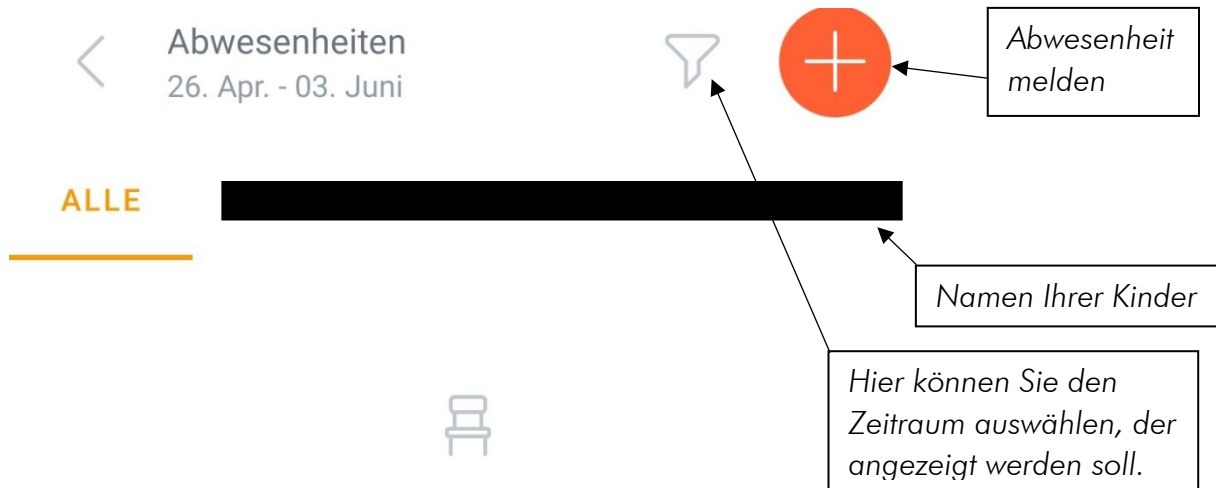 Abwesenheiten
26. Apr. - 03. Juni
Abwesenheit
melden
ALLE
Namen Ihrer Kinder
Hier können Sie den
Zeitraum auswählen, der
angezeigt werden soll.